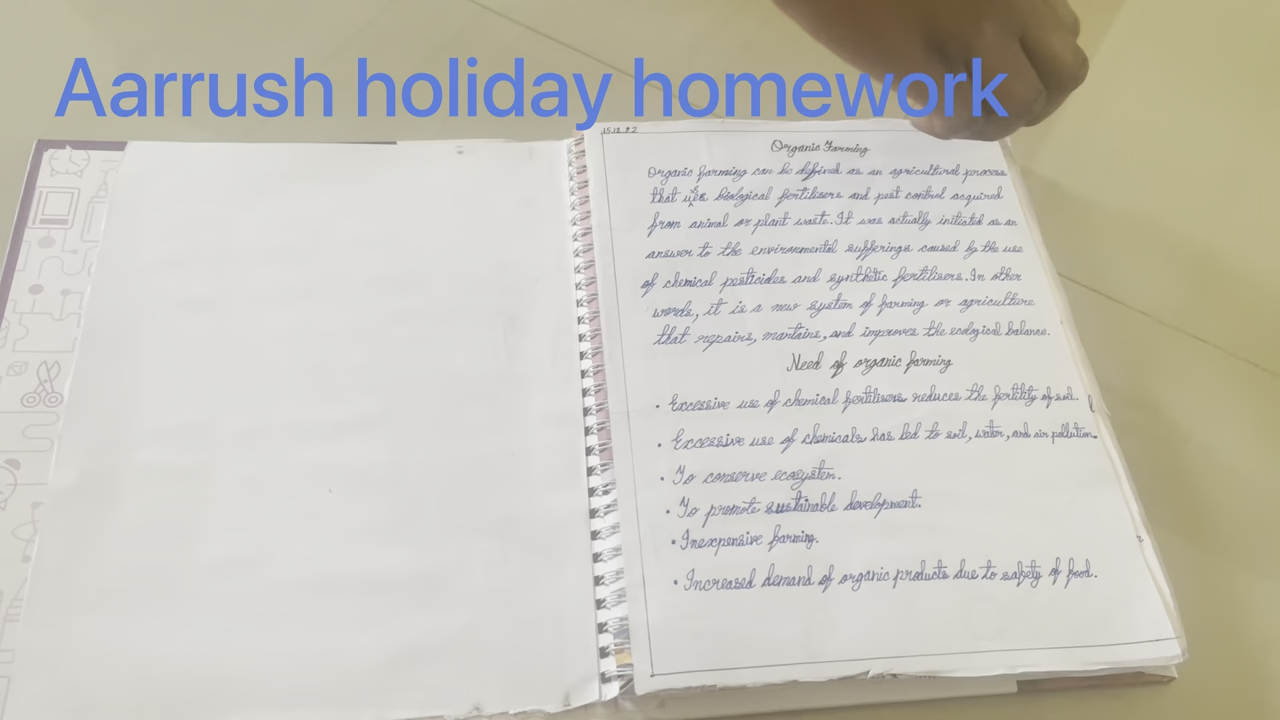 Aarrush holiday homework
15.12.22
Organic Farming
Organic farming can be defined as an agricultural process
that uses biological fertilisers and pest control acquired
from animal or plant waste. It was actually initiated as an
answer to the environmental sufferings caused by the use
of chemical pesticides and synthetic fertilisers. In other
words, it is a new system of farming or agriculture
that repairs, mantains, and improves the ecological balance.
Need of organic farming
• Excessive use of chemical fertilisers reduces the fertility of soil.
• Excessive use of chemicals has led to soil, water, and air pollution.
• To conserve ecosystem.
• To promote sustainable development.
• Inexpensive farming.
• Increased demand of organic products due to safety of food.